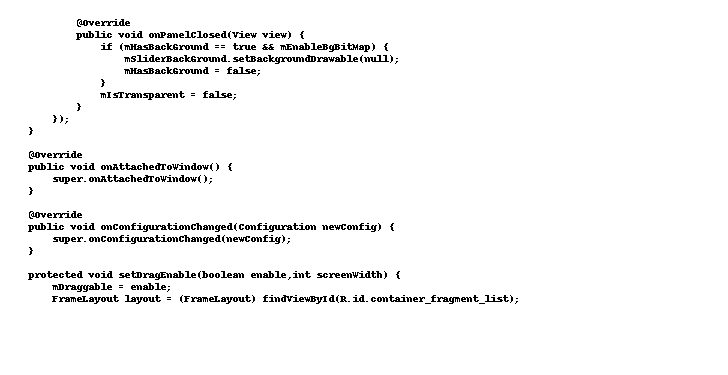 @Override
public void onPanelClosed(View view) {
if (mHasBackGround == true && mEnableBgBitMap) {
mSliderBackGround.setBackgroundDrawable(null);
mHasBackGround = false;
}
mIsTransparent = false;
}
});
}
@Override
public void onAttachedToWindow() {
super.onAttachedToWindow();
}
@Override
public void onConfigurationChanged(Configuration newConfig) {
super.onConfigurationChanged(newConfig);
}
protected void setDragEnable(boolean enable,int screenWidth) {
mDraggable = enable;
FrameLayout layout = (FrameLayout) findViewById(R.id.container_fragment_list);